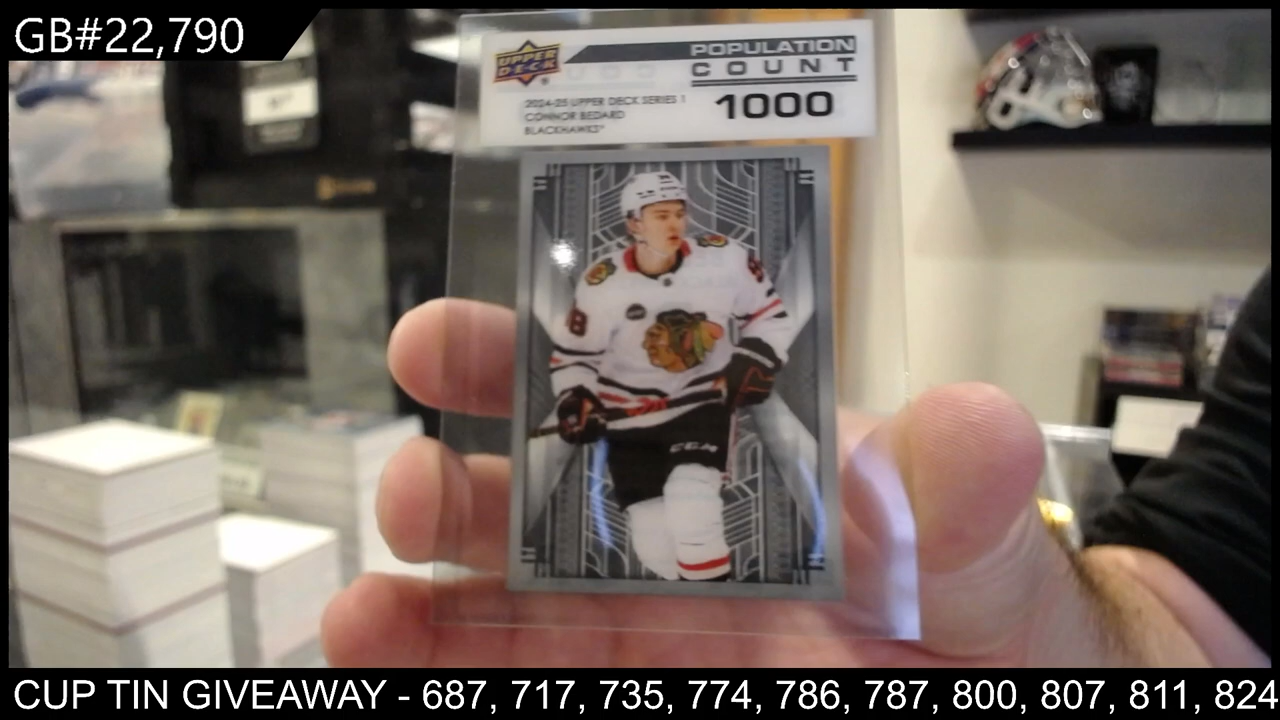 GB#22,790
UPPER DECK®
POPULATION
COUNT
1000
2024-25 UPPER DECK SERIES 1
CONNOR BEDARD
BLACKHAWKS
CCM
CUP TIN GIVEAWAY - 687, 717, 735, 774, 786, 787, 800, 807, 811, 824